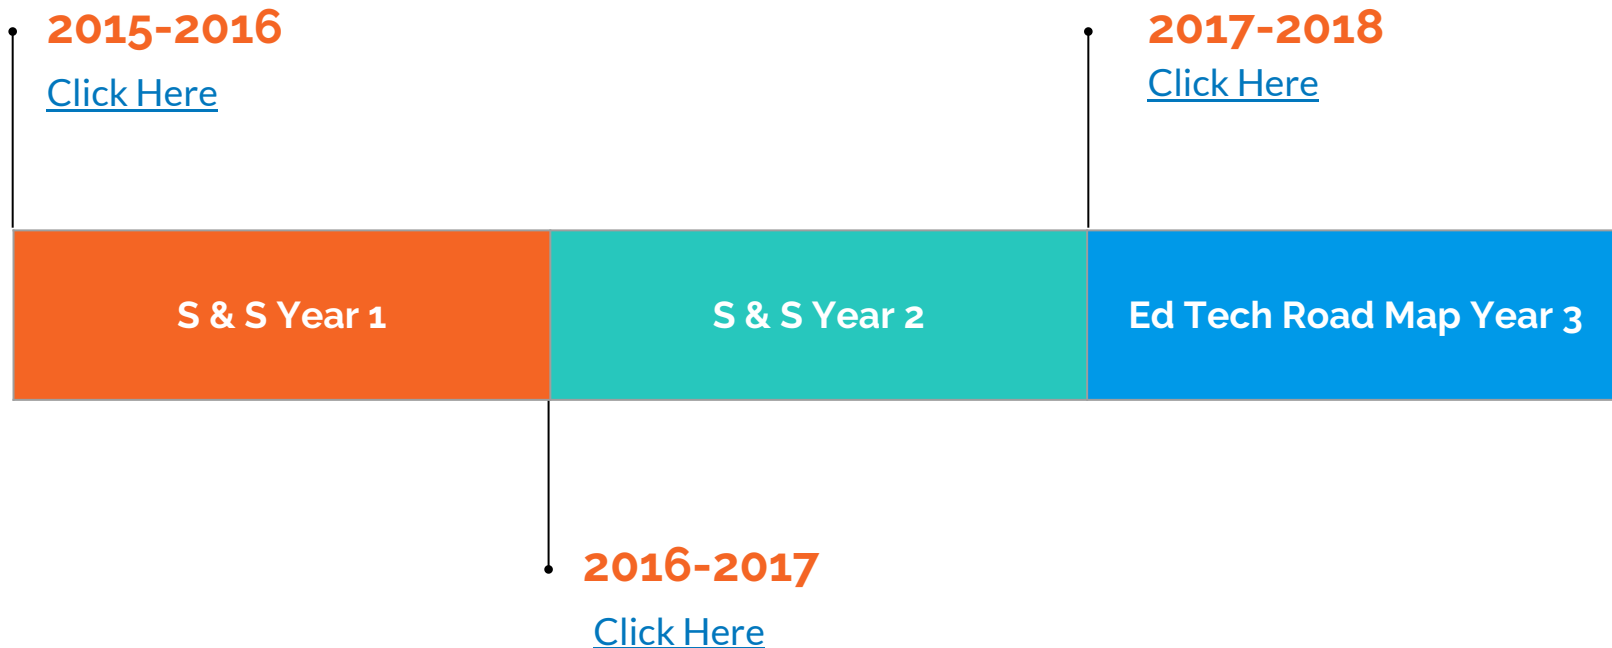 2015-2016
Click Here
2017-2018
Click Here
S & S Year 1
S & S Year 2
Ed Tech Road Map Year 3
2016-2017
Click Here